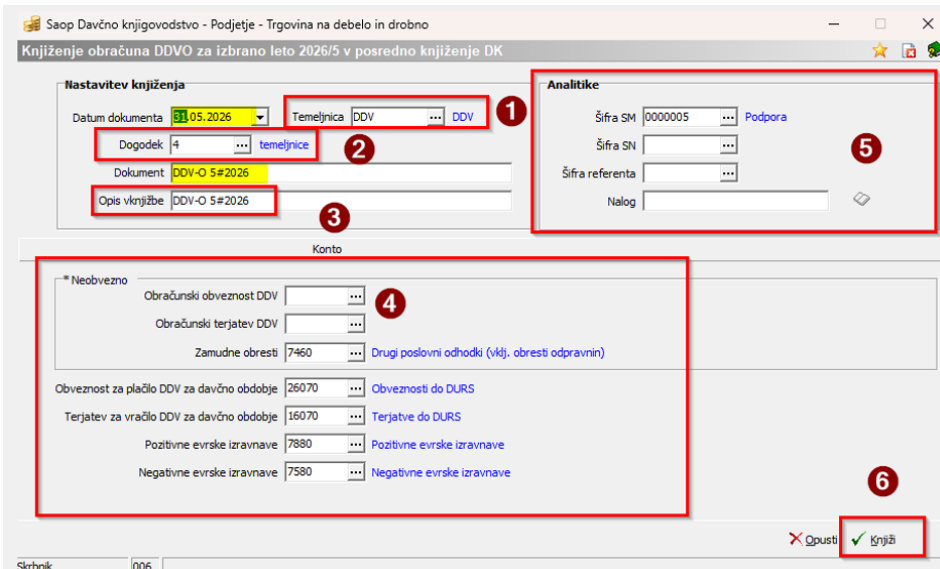 Saop Davčno knjigovodstvo - Podjetje - Trgovina na debelo in drobno
Knjiženje obračuna DDVO za izbrano leto 2026/5 v posredno knjiženje DK
Nastavitev knjiženja
Datum dokumenta 31.05.2026 Temeljnica DDV ... DDV 1
Dogodek 4 ... temeljnice 2
Dokument DDV-O 5#2026
Opis vknjižbe DDV-O 5#2026
3
Analitike
Šifra SM 0000005 ... Podpora
Šifra SN ...
5
Šifra referenta ...
Nalog
Konto
* Neobvezno
Obračunski obveznost DDV ...
4
Obračunski terjatev DDV ...
Zamudne obresti 7460 ... Drugi poslovni odhodki (vklj. obresti odpravnin)
Obveznost za plačilo DDV za davčno obdobje 26070 ... Obveznosti do DURS
Terjatev za vračilo DDV za davčno obdobje 16070 ... Terjatve do DURS
Pozitivne evrske izravnave 7880 ... Pozitivne evrske izravnave
Negativne evrske izravnave 7580 ... Negativne evrske izravnave
6
Opusti Knjiži
Skrbnik 006